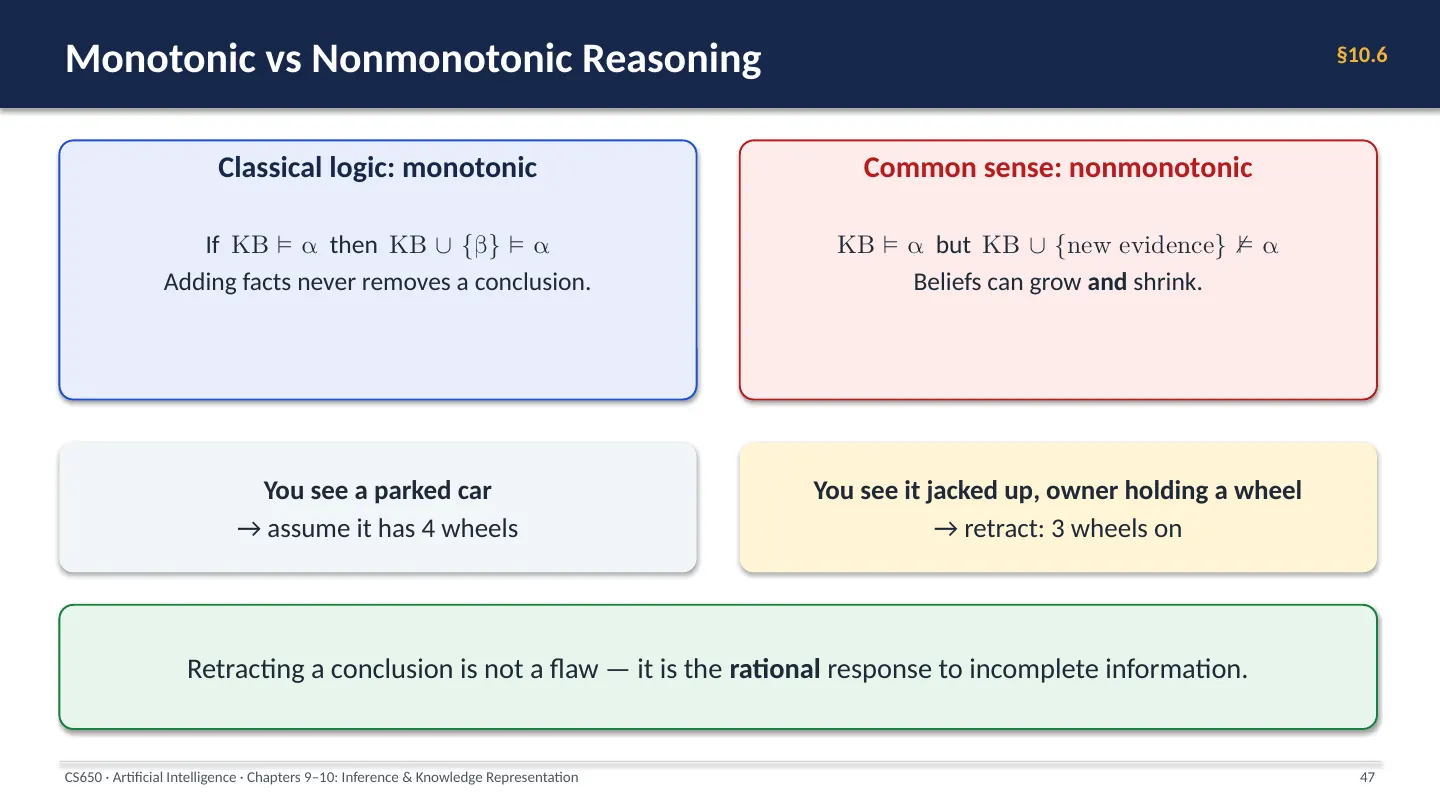 Monotonic vs Nonmonotonic Reasoning
§10.6
Classical logic: monotonic
If KB ⊨ α then KB ∪ {β} ⊨ α
Adding facts never removes a conclusion.
Common sense: nonmonotonic
KB ⊨ α but KB ∪ {new evidence} ⊭ α
Beliefs can grow and shrink.
You see a parked car
→ assume it has 4 wheels
You see it jacked up, owner holding a wheel
→ retract: 3 wheels on
Retracting a conclusion is not a flaw — it is the rational response to incomplete information.
CS650 · Artificial Intelligence · Chapters 9–10: Inference & Knowledge Representation
47